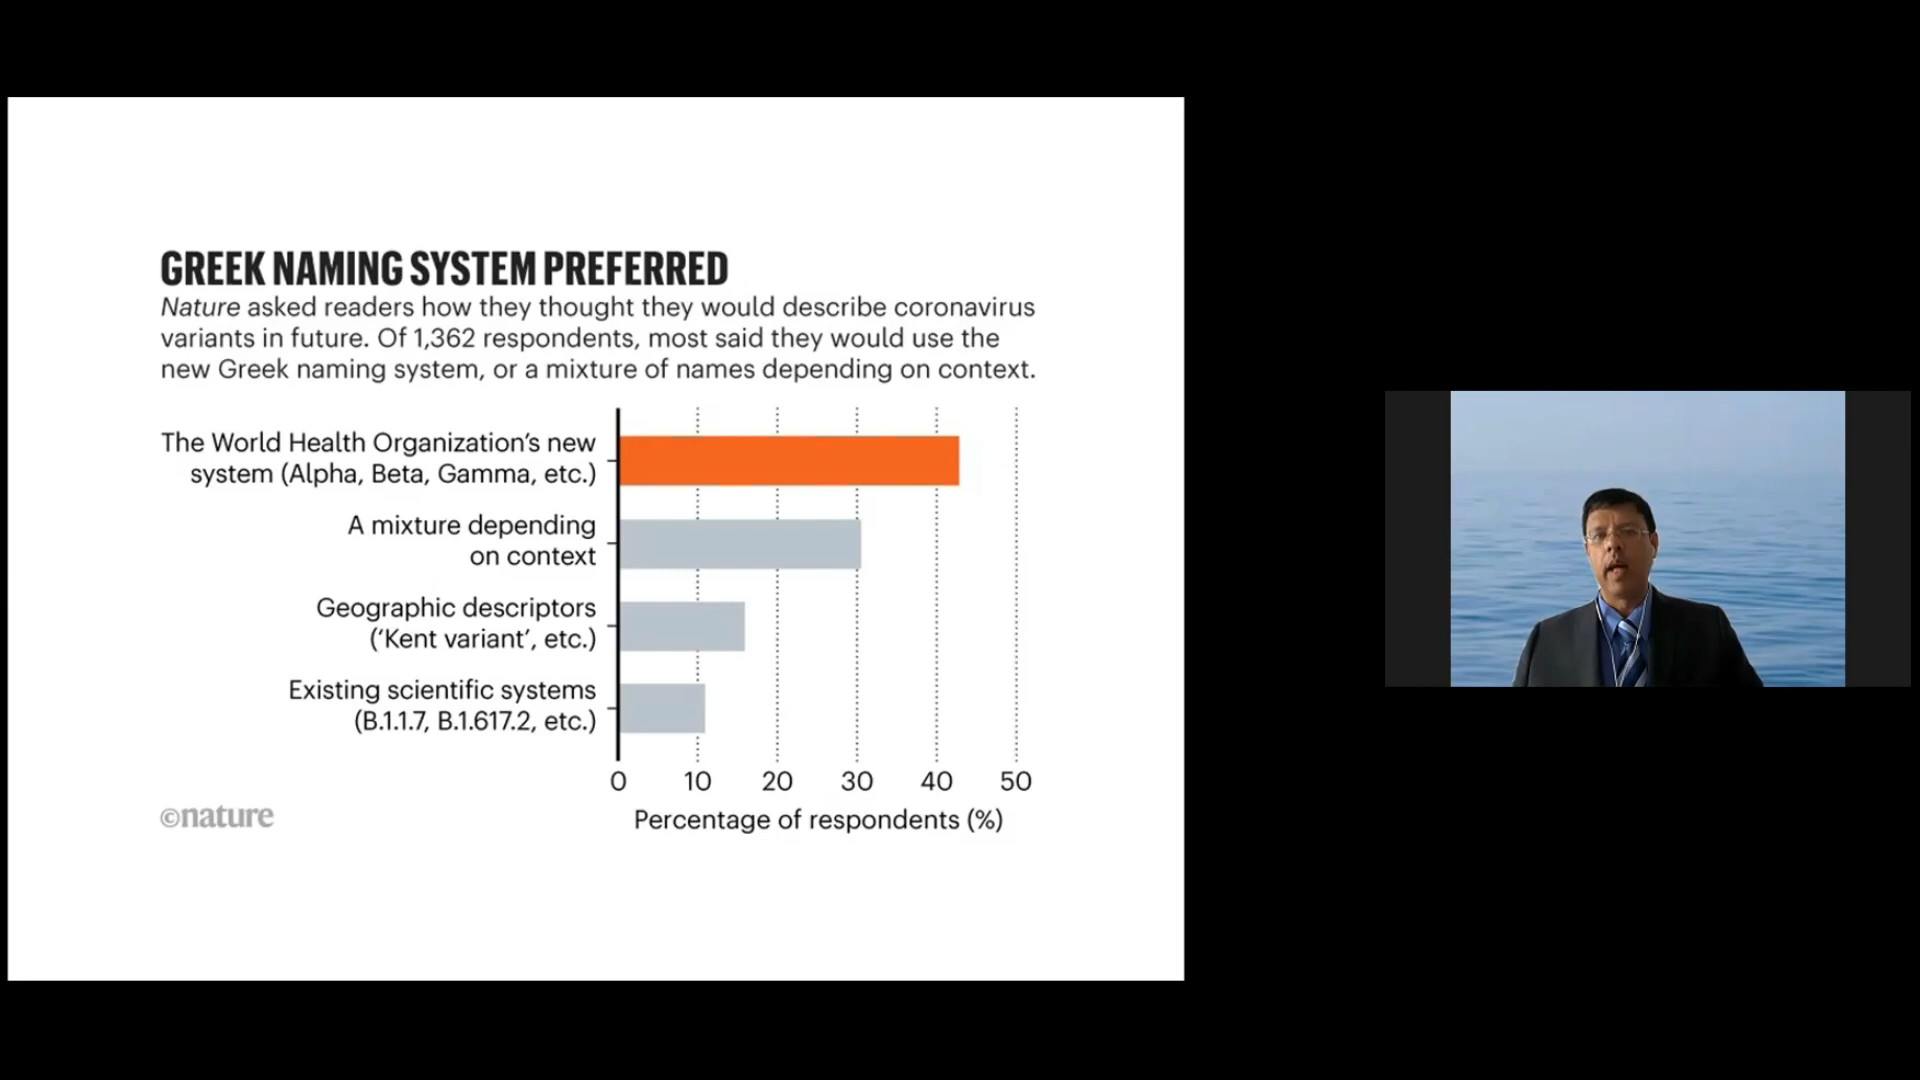 GREEK NAMING SYSTEM PREFERRED
Nature asked readers how they thought they would describe coronavirus
variants in future. Of 1,362 respondents, most said they would use the
new Greek naming system, or a mixture of names depending on context.
The World Health Organization’s new
system (Alpha, Beta, Gamma, etc.)
A mixture depending
on context
Geographic descriptors
(‘Kent variant’, etc.)
Existing scientific systems
(B.1.1.7, B.1.617.2, etc.)
0 10 20 30 40 50
Percentage of respondents (%)
©nature